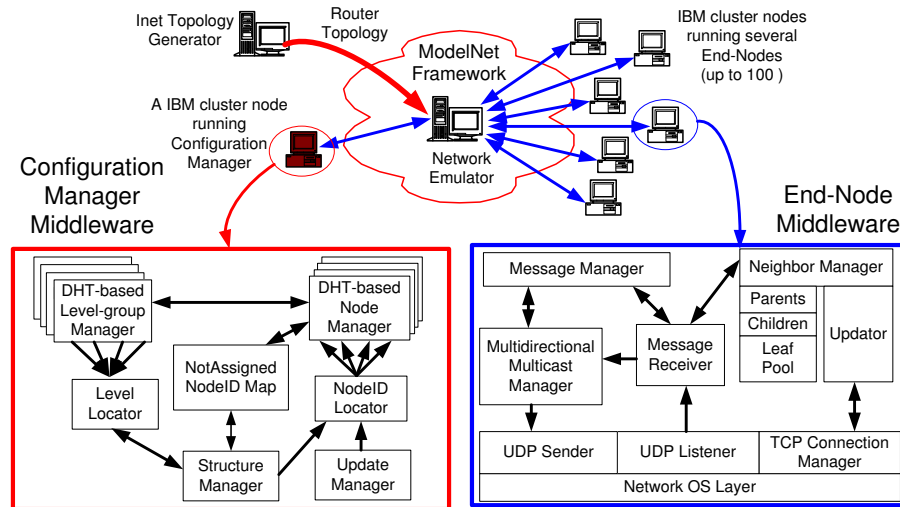 Inet Topology
Generator
Router
Topology
ModelNet
Framework
IBM cluster nodes
running several
End-Nodes
(up to 100 )
A IBM cluster node
running
Configuration
Manager
Network
Emulator
Configuration
Manager
Middleware
End-Node
Middleware
DHT-based
Level-group
Manager
DHT-based
Node
Manager
NotAssigned
NodeID Map
Level
Locator
NodeID
Locator
Structure
Manager
Update
Manager
Message Manager
Neighbor Manager
Parents
Children
Leaf
Pool
Updator
Multidirectional
Multicast
Manager
Message
Receiver
UDP Sender
UDP Listener
TCP Connection
Manager
Network OS Layer